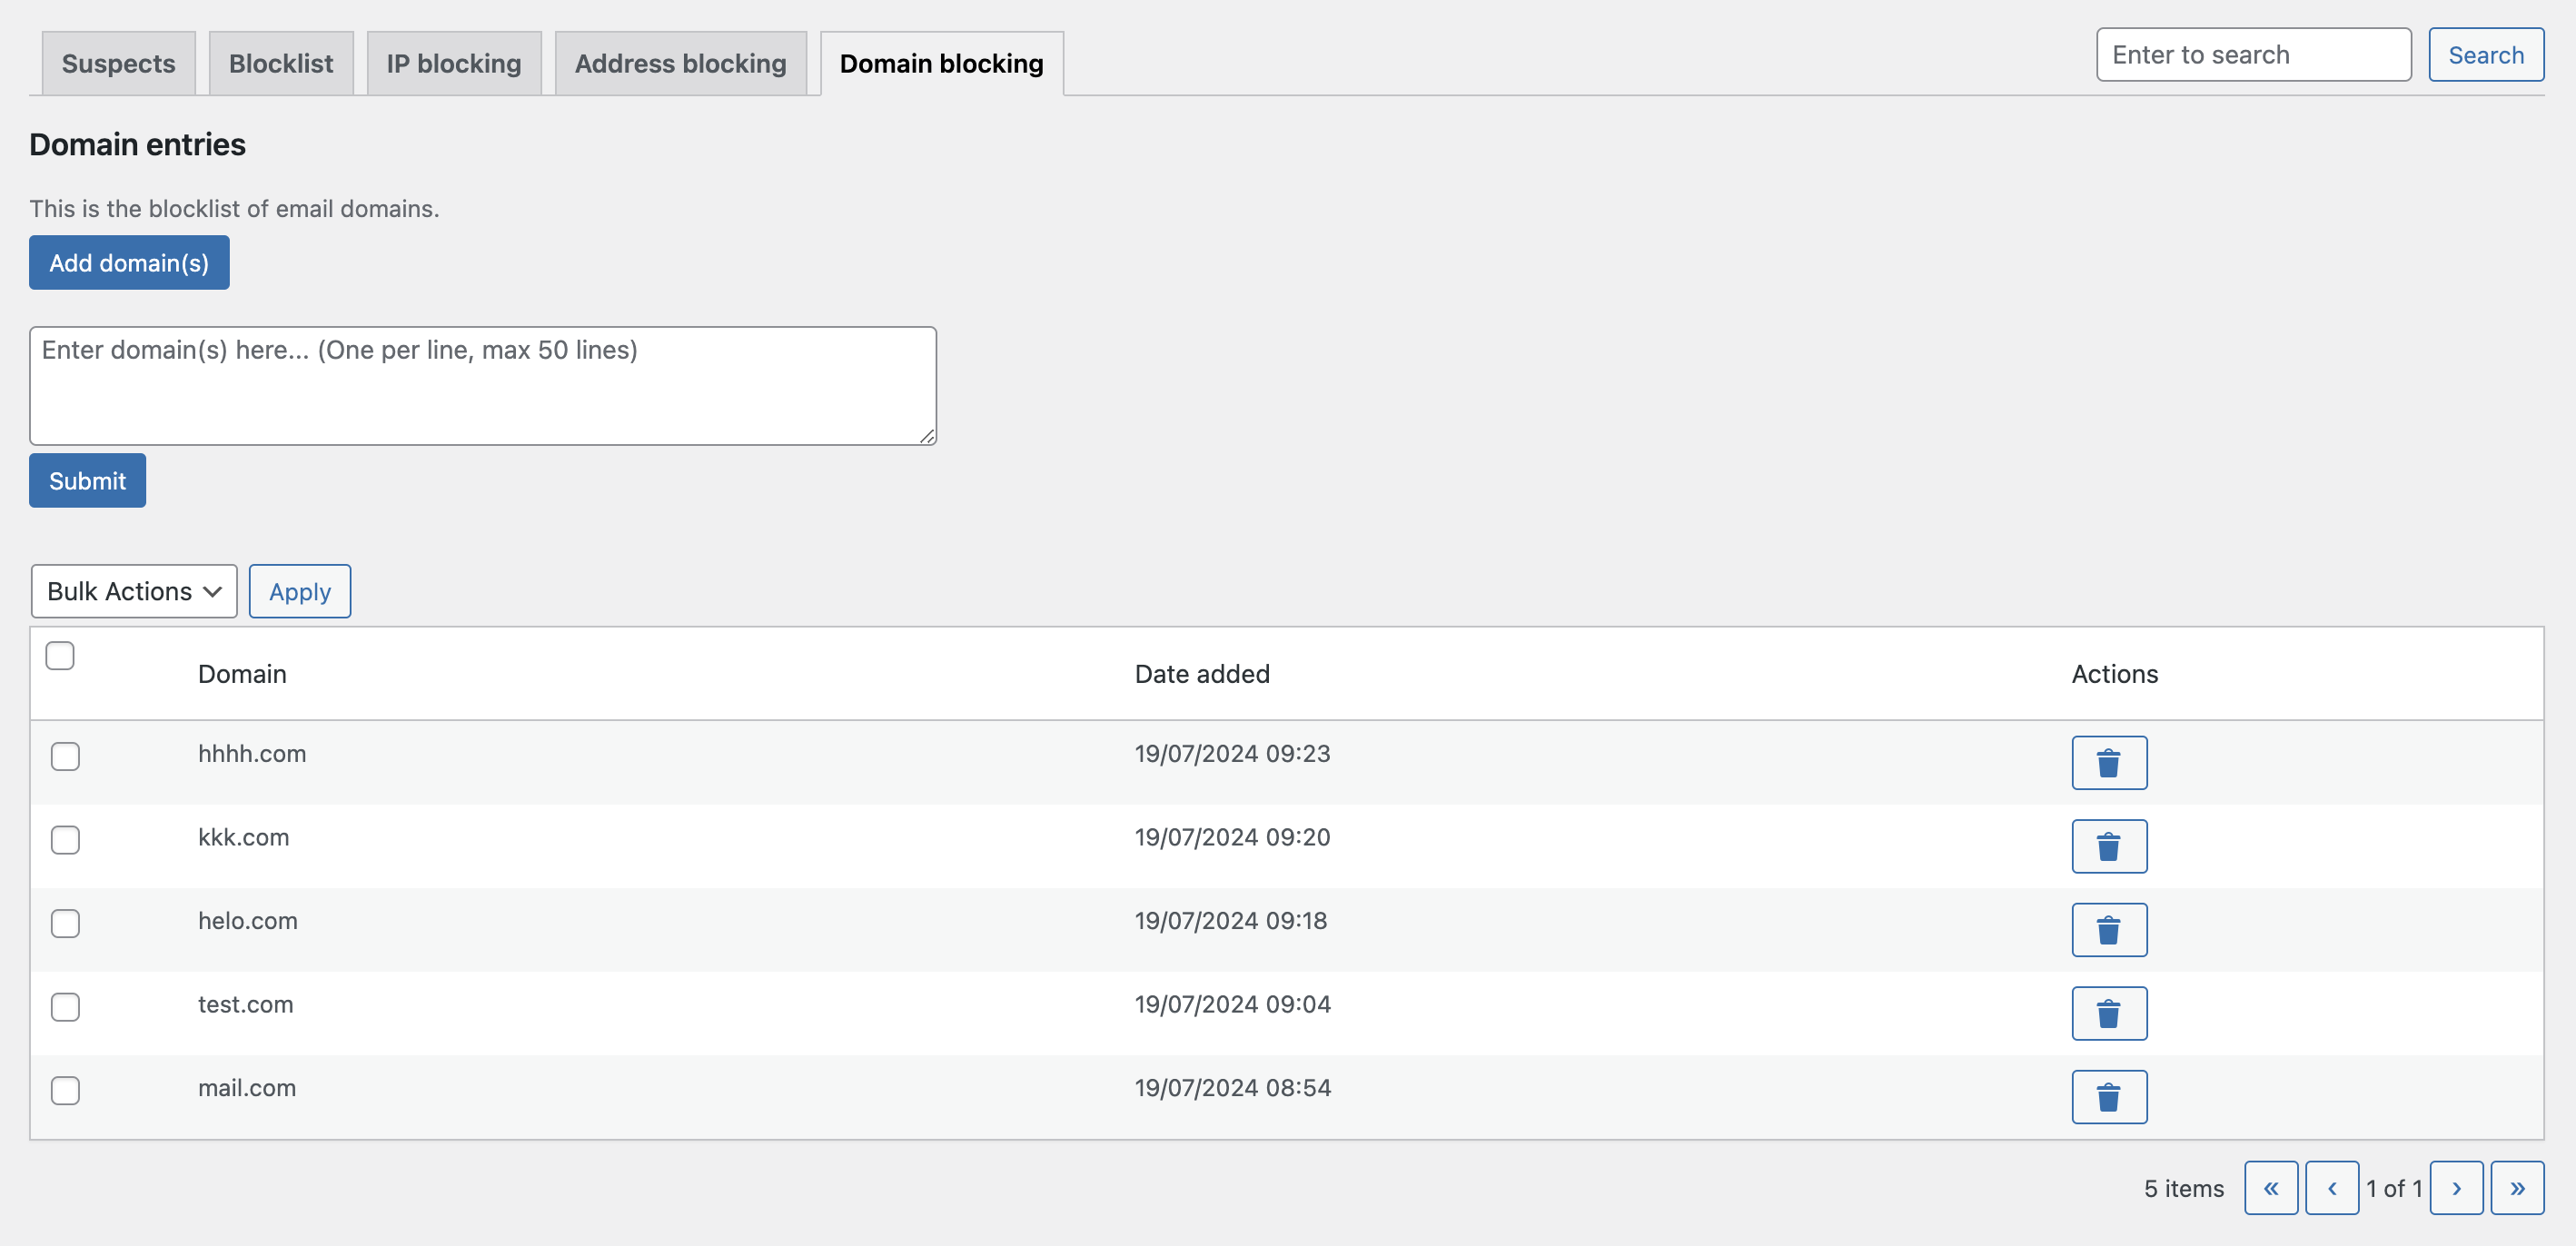 Suspects Blocklist IP blocking Address blocking Domain blocking Enter to search Search
Domain entries
This is the blocklist of email domains.
Add domain(s)
Enter domain(s) here... (One per line, max 50 lines)
Submit
Bulk Actions Apply
Domain Date added Actions
hhhh.com 19/07/2024 09:23
kkk.com 19/07/2024 09:20
helo.com 19/07/2024 09:18
test.com 19/07/2024 09:04
mail.com 19/07/2024 08:54
5 items « ‹ 1 of 1 › »